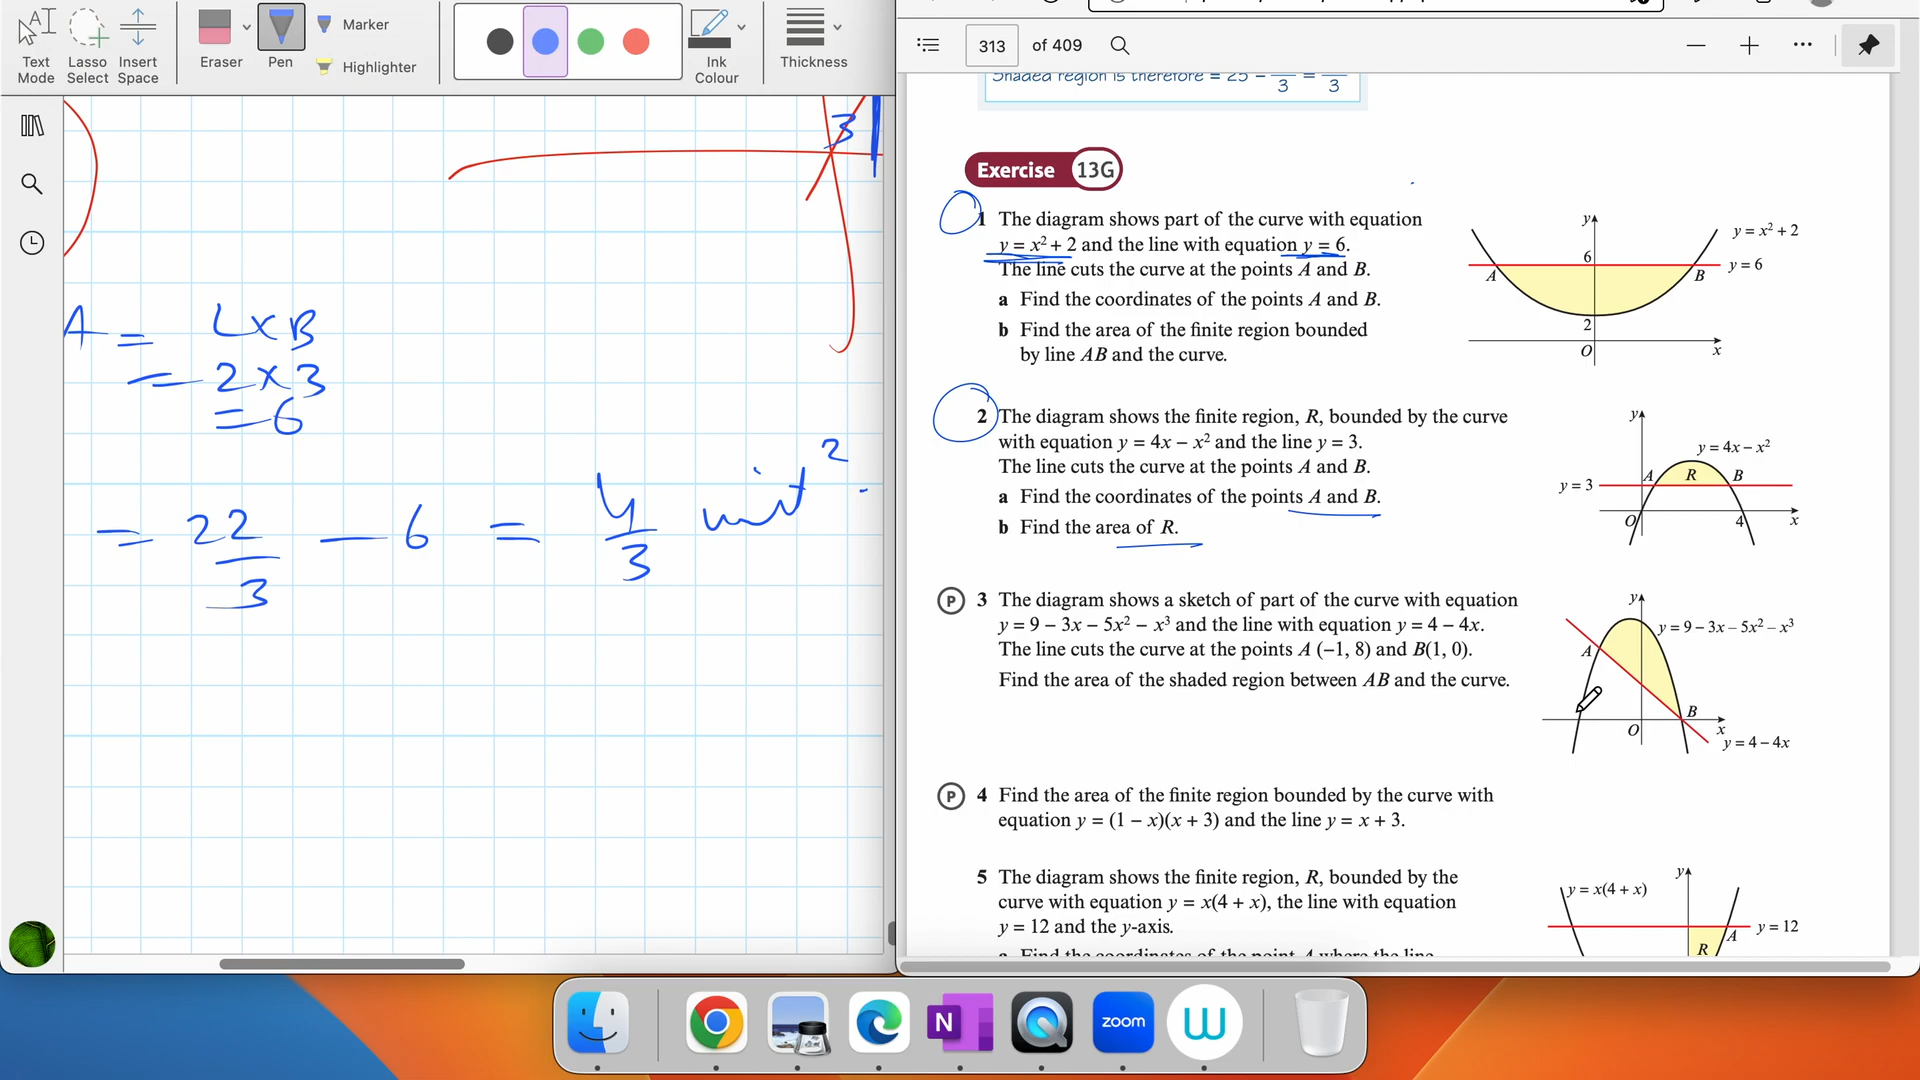 Text Mode
Lasso Select
Insert Space
Eraser
Pen
Marker
Highlighter
Ink Colour
Thickness
3
A = L × B
= 2 × 3
= 6
= 22/3 — 6 = 4/3 unit²
313 of 409
Shaded region is therefore = 25 − /3 = /3
Exercise 13G
1 The diagram shows part of the curve with equation
y = x² + 2 and the line with equation y = 6.
The line cuts the curve at the points A and B.
a Find the coordinates of the points A and B.
b Find the area of the finite region bounded
by line AB and the curve.
y
y = x² + 2
6
y = 6
A
B
2
O
x
2 The diagram shows the finite region, R, bounded by the curve
with equation y = 4x − x² and the line y = 3.
The line cuts the curve at the points A and B.
a Find the coordinates of the points A and B.
b Find the area of R.
y
y = 4x − x²
A R B
y = 3
O 4 x
P 3 The diagram shows a sketch of part of the curve with equation
y = 9 − 3x − 5x² − x³ and the line with equation y = 4 − 4x.
The line cuts the curve at the points A (−1, 8) and B(1, 0).
Find the area of the shaded region between AB and the curve.
y
y = 9 − 3x − 5x² − x³
A
B
O
x
y = 4 − 4x
P 4 Find the area of the finite region bounded by the curve with
equation y = (1 − x)(x + 3) and the line y = x + 3.
5 The diagram shows the finite region, R, bounded by the
curve with equation y = x(4 + x), the line with equation
y = 12 and the y-axis.
a Find the coordinates of the point A where the line
y
y = x(4 + x)
y = 12
A
R
N
zoom
W